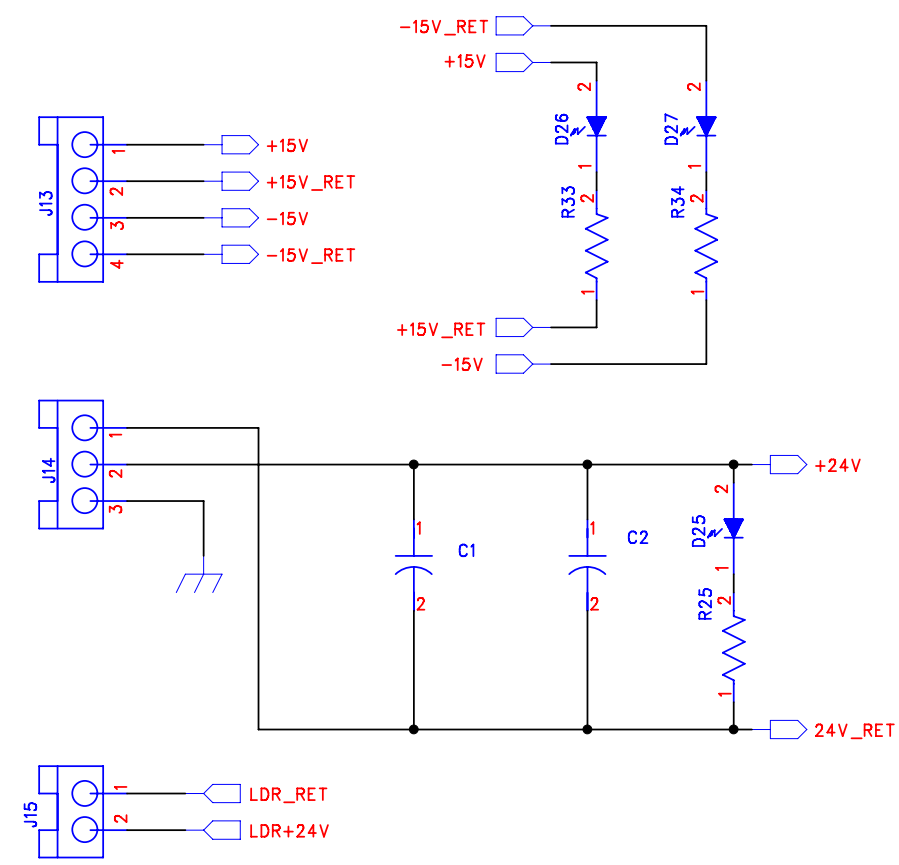 -15V_RET
+15V
2
2
D26
D27
1
1
2
2
R33
R34
1
1
+15V_RET
-15V
J13
1
+15V
2
+15V_RET
3
-15V
4
-15V_RET
J14
1
2
3
+24V
1
C1
2
1
C2
2
2
D25
1
2
R25
1
24V_RET
J15
1
LDR_RET
2
LDR+24V